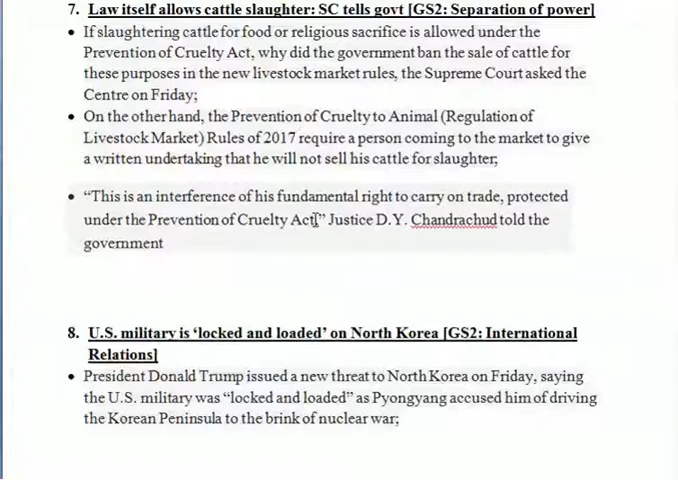 7. Law itself allows cattle slaughter: SC tells govt [GS2: Separation of power]
• If slaughtering cattle for food or religious sacrifice is allowed under the
Prevention of Cruelty Act, why did the government ban the sale of cattle for
these purposes in the new livestock market rules, the Supreme Court asked the
Centre on Friday;
• On the other hand, the Prevention of Cruelty to Animal (Regulation of
Livestock Market) Rules of 2017 require a person coming to the market to give
a written undertaking that he will not sell his cattle for slaughter;
• “This is an interference of his fundamental right to carry on trade, protected
under the Prevention of Cruelty Act,” Justice D.Y. Chandrachud told the
government
8. U.S. military is ‘locked and loaded’ on North Korea [GS2: International
Relations]
• President Donald Trump issued a new threat to North Korea on Friday, saying
the U.S. military was “locked and loaded” as Pyongyang accused him of driving
the Korean Peninsula to the brink of nuclear war;